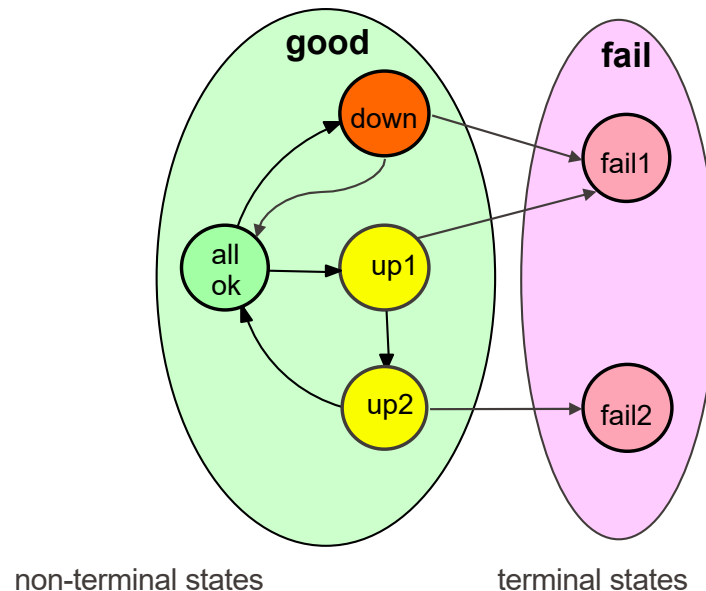 good
fail
down
fail1
all
ok
up1
up2
fail2
non-terminal states
terminal states